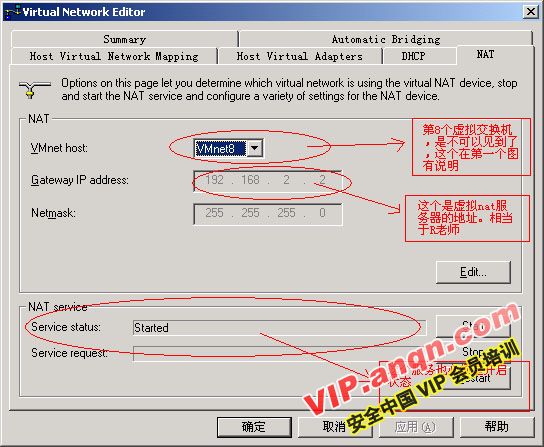 Virtual Network Editor
Summary
Automatic Bridging
Host Virtual Network Mapping
Host Virtual Adapters
DHCP
NAT
Options on this page let you determine which virtual network is using the virtual NAT device, stop
and start the NAT service and configure a variety of settings for the NAT device.
NAT
VMnet host:
VMnet8
第8个虚拟交换机
,是不可以见到了
,这个在第一个图
有说明
Gateway IP address:
192 . 168 . 2 . 2
Netmask:
255 . 255 . 255 . 0
这个是虚拟nat服
务器的地址。相当
于R老师
Edit...
NAT service
Service status:
Started
Service request:
Stop
服务也
开启
状态
VIP.angn.com
安全中国 VIP 会员培训
确定
取消
应用(A)
帮助